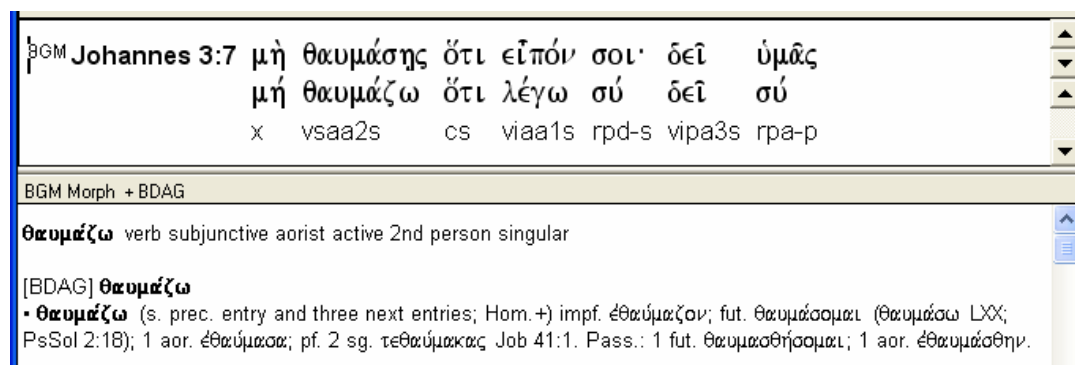 BGM Johannes 3:7 μὴ θαυμάσῃς ὅτι εἶπόν σοι· δεῖ ὑμᾶς
μή θαυμάζω ὅτι λέγω σύ δεῖ σύ
x vsaa2s cs viaa1s rpd-s vipa3s rpa-p
BGM Morph + BDAG
θαυμάζω verb subjunctive aorist active 2nd person singular
[BDAG] θαυμάζω
• θαυμάζω (s. prec. entry and three next entries; Hom.+) impf. ἐθαύμαζον; fut. θαυμάσομαι (θαυμάσω LXX;
PsSol 2:18); 1 aor. ἐθαύμασα; pf. 2 sg. τεθαύμακας Job 41:1. Pass.: 1 fut. θαυμασθήσομαι; 1 aor. ἐθαυμάσθην.